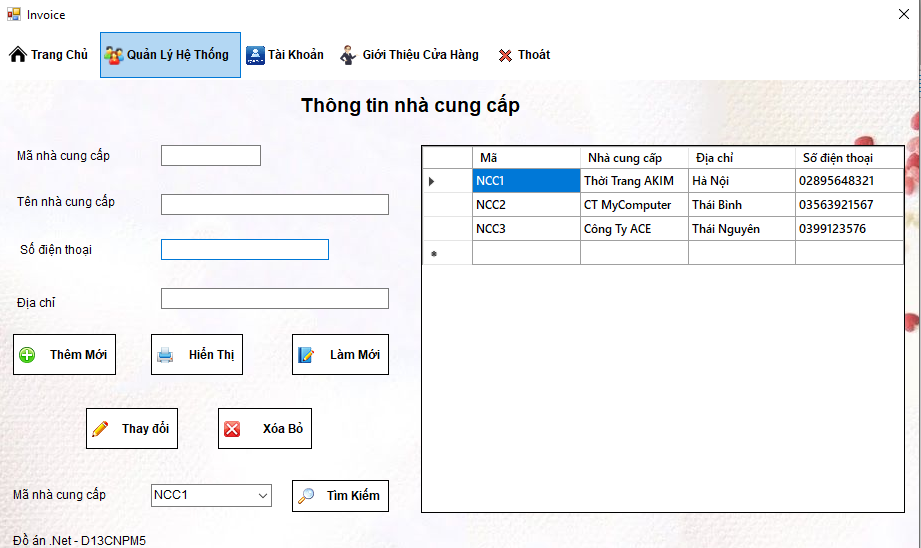 Invoice
Trang Chủ Quản Lý Hệ Thống Tài Khoản Giới Thiệu Cửa Hàng Thoát
Thông tin nhà cung cấp
Mã nhà cung cấp
Tên nhà cung cấp
Số điện thoại
Địa chỉ
Thêm Mới Hiển Thị Làm Mới
Thay đổi Xóa Bỏ
Mã nhà cung cấp NCC1 Tìm Kiếm
Mã Nhà cung cấp Địa chỉ Số điện thoại
NCC1 Thời Trang AKIM Hà Nội 02895648321
NCC2 CT MyComputer Thái Bình 03563921567
NCC3 Công Ty ACE Thái Nguyên 0399123576
Đồ án .Net - D13CNPM5